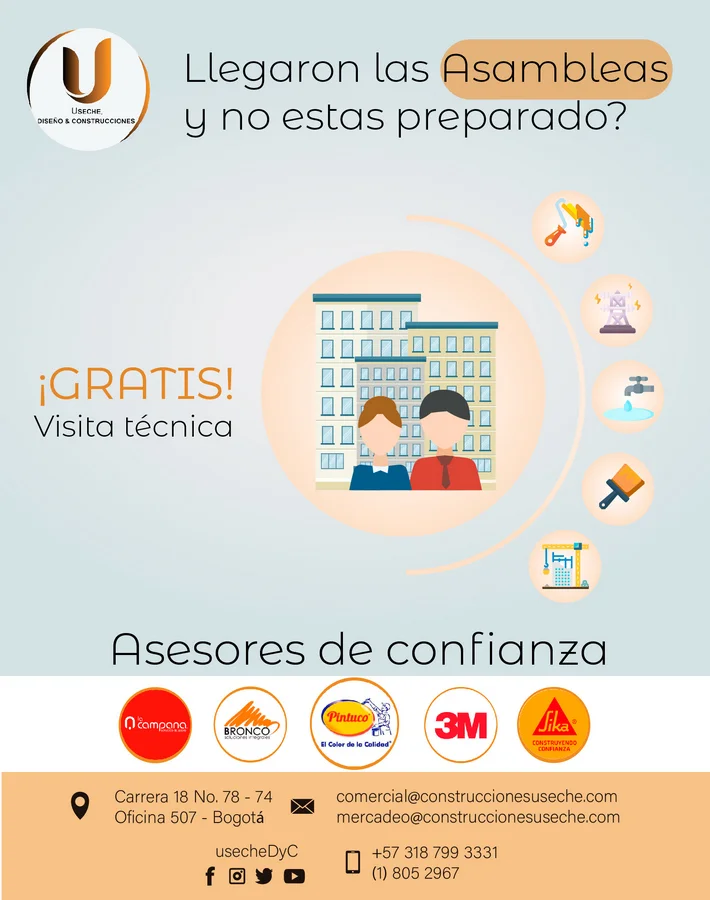 USECHE,
DISEÑO & CONSTRUCCIONES
Llegaron las Asambleas
y no estas preparado?
¡GRATIS!
Visita técnica
Asesores de confianza
la campana
BRONCO
soluciones integrales
Pintuco
El Color de la Calidad
3M
Sika
CONSTRUYENDO
CONFIANZA
Carrera 18 No. 78 - 74
Oficina 507 - Bogotá
comercial@construccionesuseche.com
mercadeo@construccionesuseche.com
usecheDyC
+57 318 799 3331
(1) 805 2967